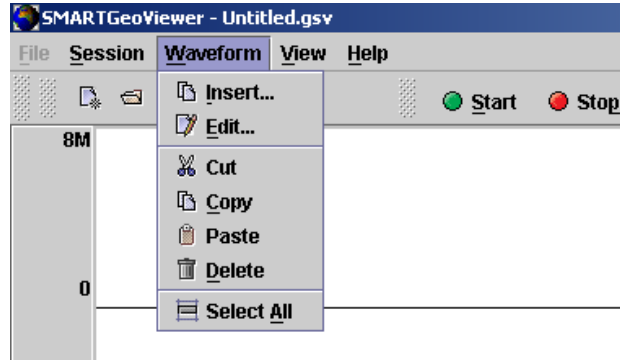 SMARTGeoViewer - Untitled.gsv
File Session Waveform View Help
Insert...
Start Stop
Edit...
8M
Cut
Copy
Paste
Delete
0
Select All